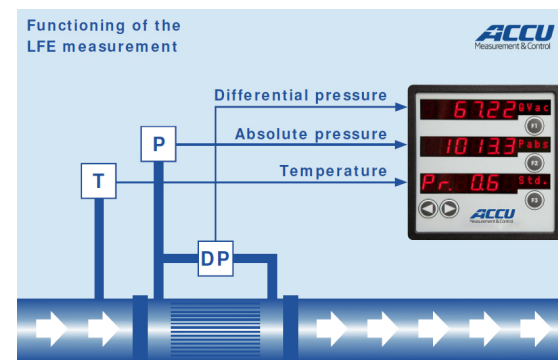 Functioning of the
LFE measurement
ACCU
Measurement & Control
Differential pressure
Absolute pressure
Temperature
P
T
DP
67.22 QVac
F1
1013.3 Pabs
F2
Pr. 0.6 Std.
F3
ACCU
Measurement & Control